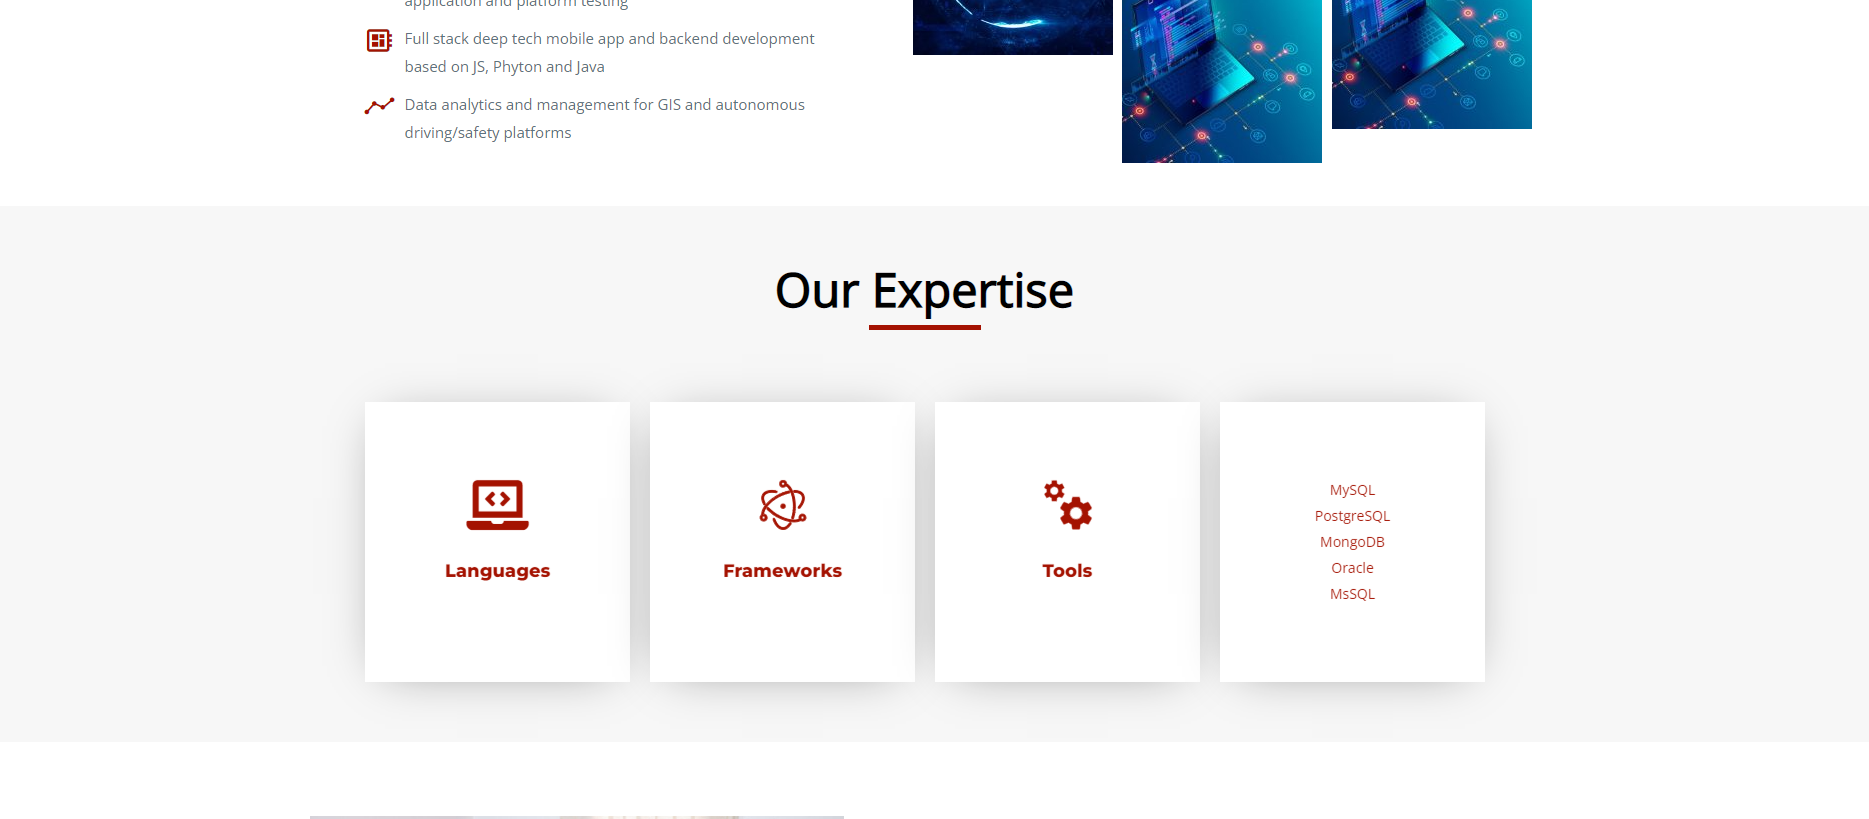 application and platform testing
Full stack deep tech mobile app and backend development
based on JS, Phyton and Java
Data analytics and management for GIS and autonomous
driving/safety platforms
Our Expertise
Languages
Frameworks
Tools
MySQL
PostgreSQL
MongoDB
Oracle
MsSQL